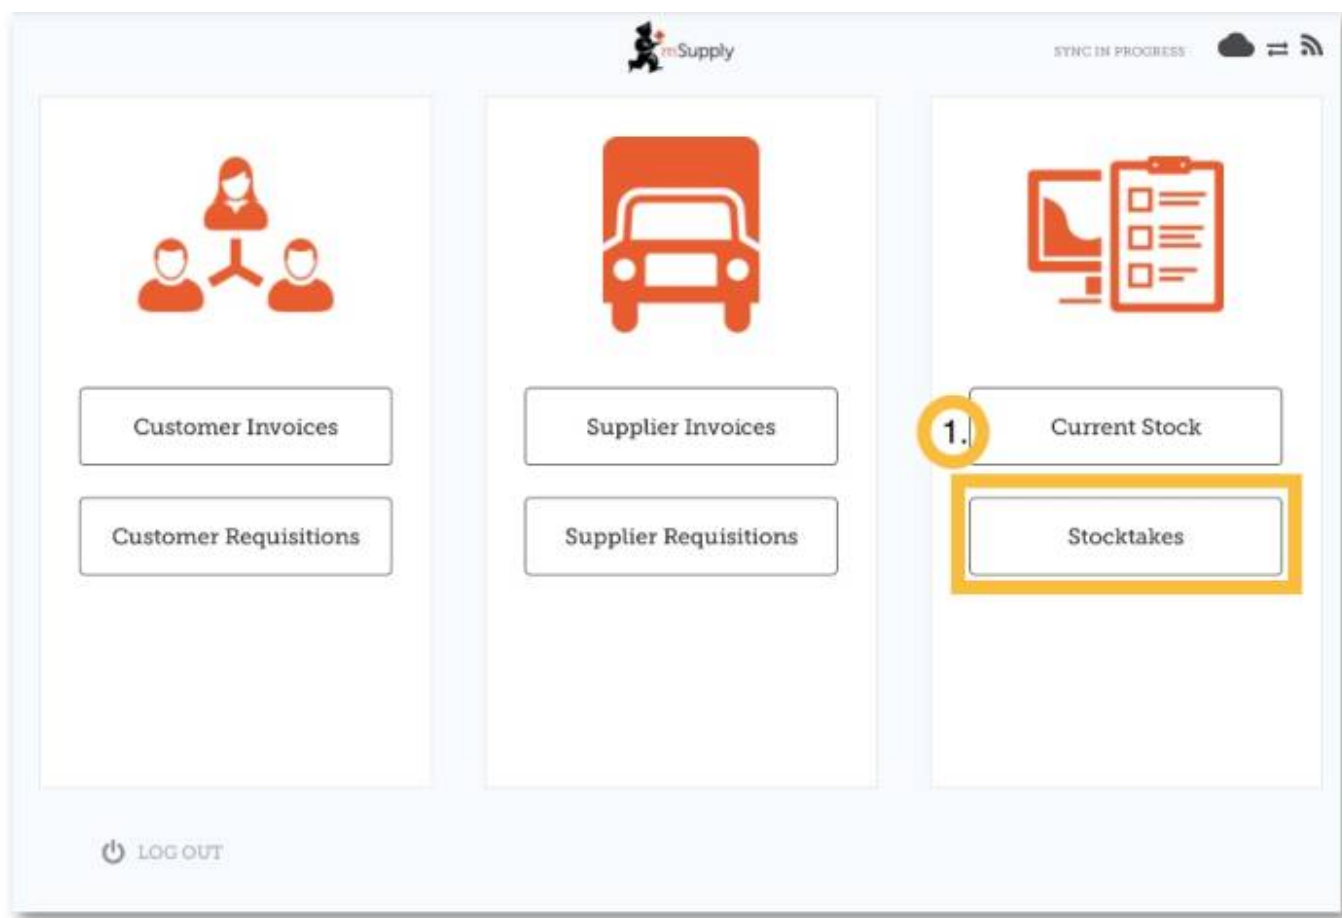 mSupply
SYNC IN PROGRESS
Customer Invoices
Customer Requisitions
Supplier Invoices
Supplier Requisitions
1.
Current Stock
Stocktakes
LOG OUT